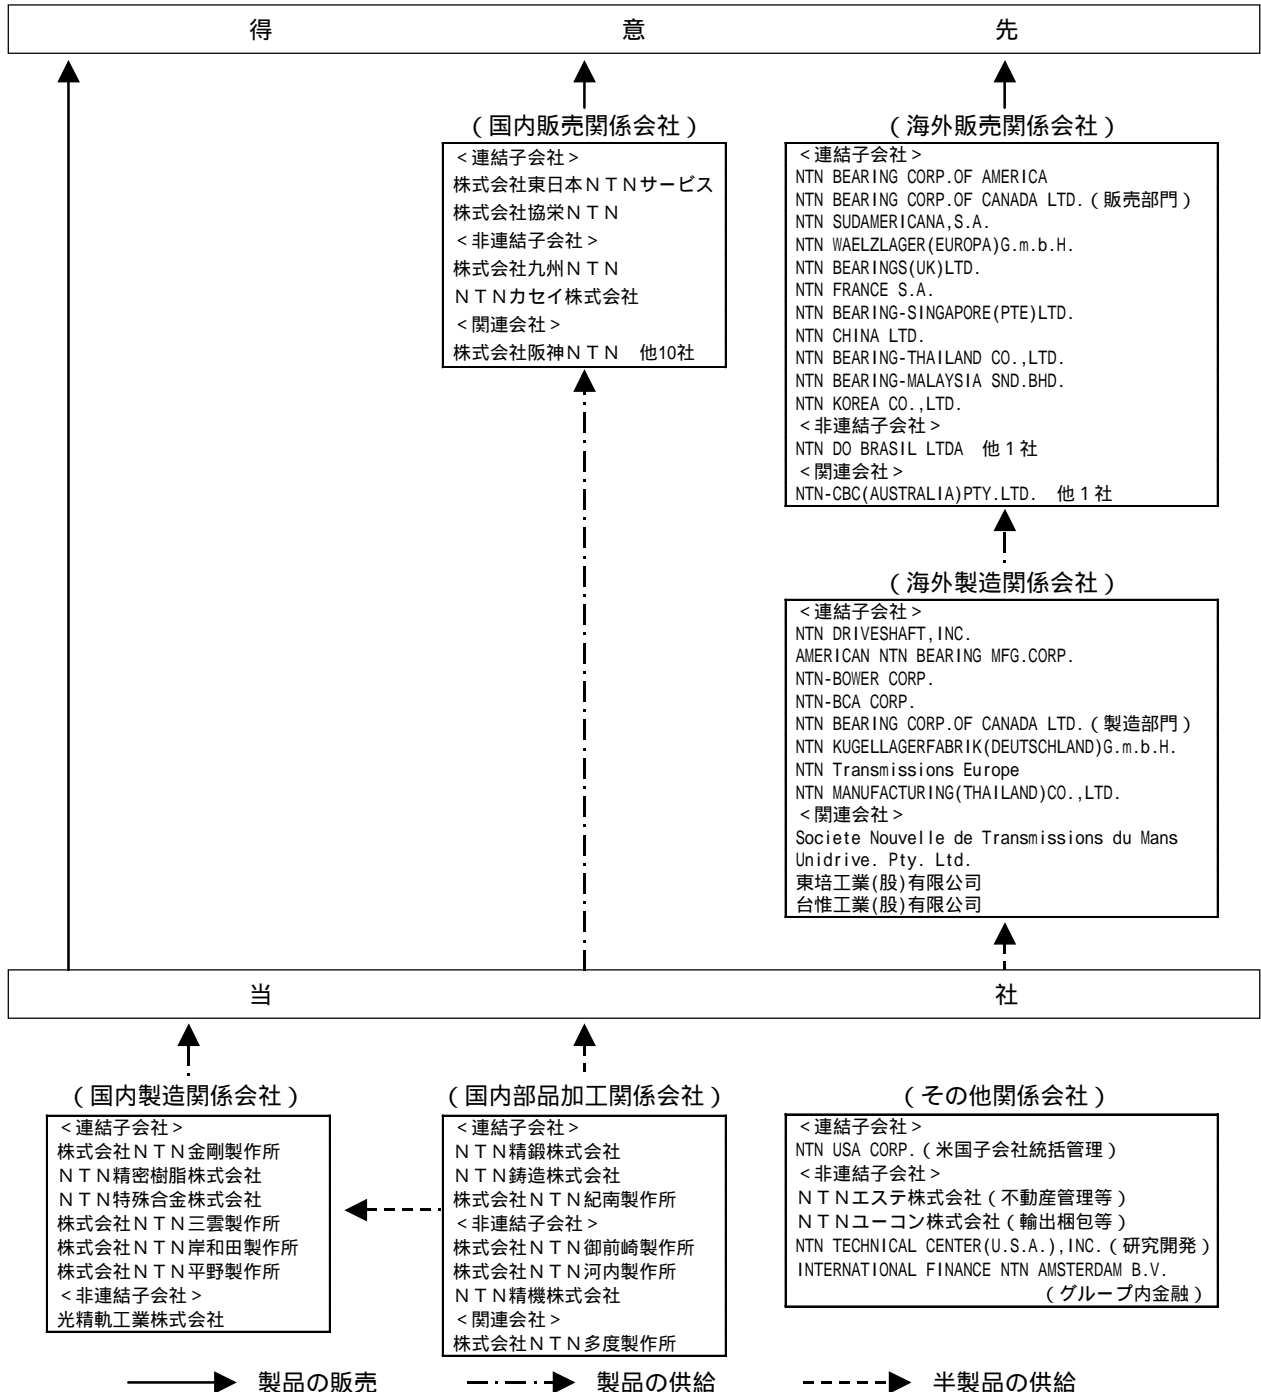 得意先
(国内販売関係会社)
<連結子会社>
株式会社東日本NTNサービス
株式会社協栄NTN
<非連結子会社>
株式会社九州NTN
NTNカセイ株式会社
<関連会社>
株式会社阪神NTN 他10社
(海外販売関係会社)
<連結子会社>
NTN BEARING CORP.OF AMERICA
NTN BEARING CORP.OF CANADA LTD.(販売部門)
NTN SUDAMERICANA,S.A.
NTN WAELZLAGER(EUROPA)G.m.b.H.
NTN BEARINGS(UK)LTD.
NTN FRANCE S.A.
NTN BEARING-SINGAPORE(PTE)LTD.
NTN CHINA LTD.
NTN BEARING-THAILAND CO.,LTD.
NTN BEARING-MALAYSIA SND.BHD.
NTN KOREA CO.,LTD.
<非連結子会社>
NTN DO BRASIL LTDA 他1社
<関連会社>
NTN-CBC(AUSTRALIA)PTY.LTD. 他1社
(海外製造関係会社)
<連結子会社>
NTN DRIVESHAFT,INC.
AMERICAN NTN BEARING MFG.CORP.
NTN-BOWER CORP.
NTN-BCA CORP.
NTN BEARING CORP.OF CANADA LTD.(製造部門)
NTN KUGELLAGERFABRIK(DEUTSCHLAND)G.m.b.H.
NTN Transmissions Europe
NTN MANUFACTURING(THAILAND)CO.,LTD.
<関連会社>
Societe Nouvelle de Transmissions du Mans
Unidrive. Pty. Ltd.
東培工業(股)有限公司
台惟工業(股)有限公司
当社
(国内製造関係会社)
<連結子会社>
株式会社NTN金剛製作所
NTN精密樹脂株式会社
NTN特殊合金株式会社
株式会社NTN三雲製作所
株式会社NTN岸和田製作所
株式会社NTN平野製作所
<非連結子会社>
光精軌工業株式会社
(国内部品加工関係会社)
<連結子会社>
NTN精鍛株式会社
NTN鋳造株式会社
株式会社NTN紀南製作所
<非連結子会社>
株式会社NTN御前崎製作所
株式会社NTN河内製作所
NTN精機株式会社
<関連会社>
株式会社NTN多度製作所
(その他関係会社)
<連結子会社>
NTN USA CORP.(米国子会社統括管理)
<非連結子会社>
NTNエステ株式会社(不動産管理等)
NTNユーコン株式会社(輸出梱包等)
NTN TECHNICAL CENTER(U.S.A.),INC.(研究開発)
INTERNATIONAL FINANCE NTN AMSTERDAM B.V.
(グループ内金融)
製品の販売
製品の供給
半製品の供給